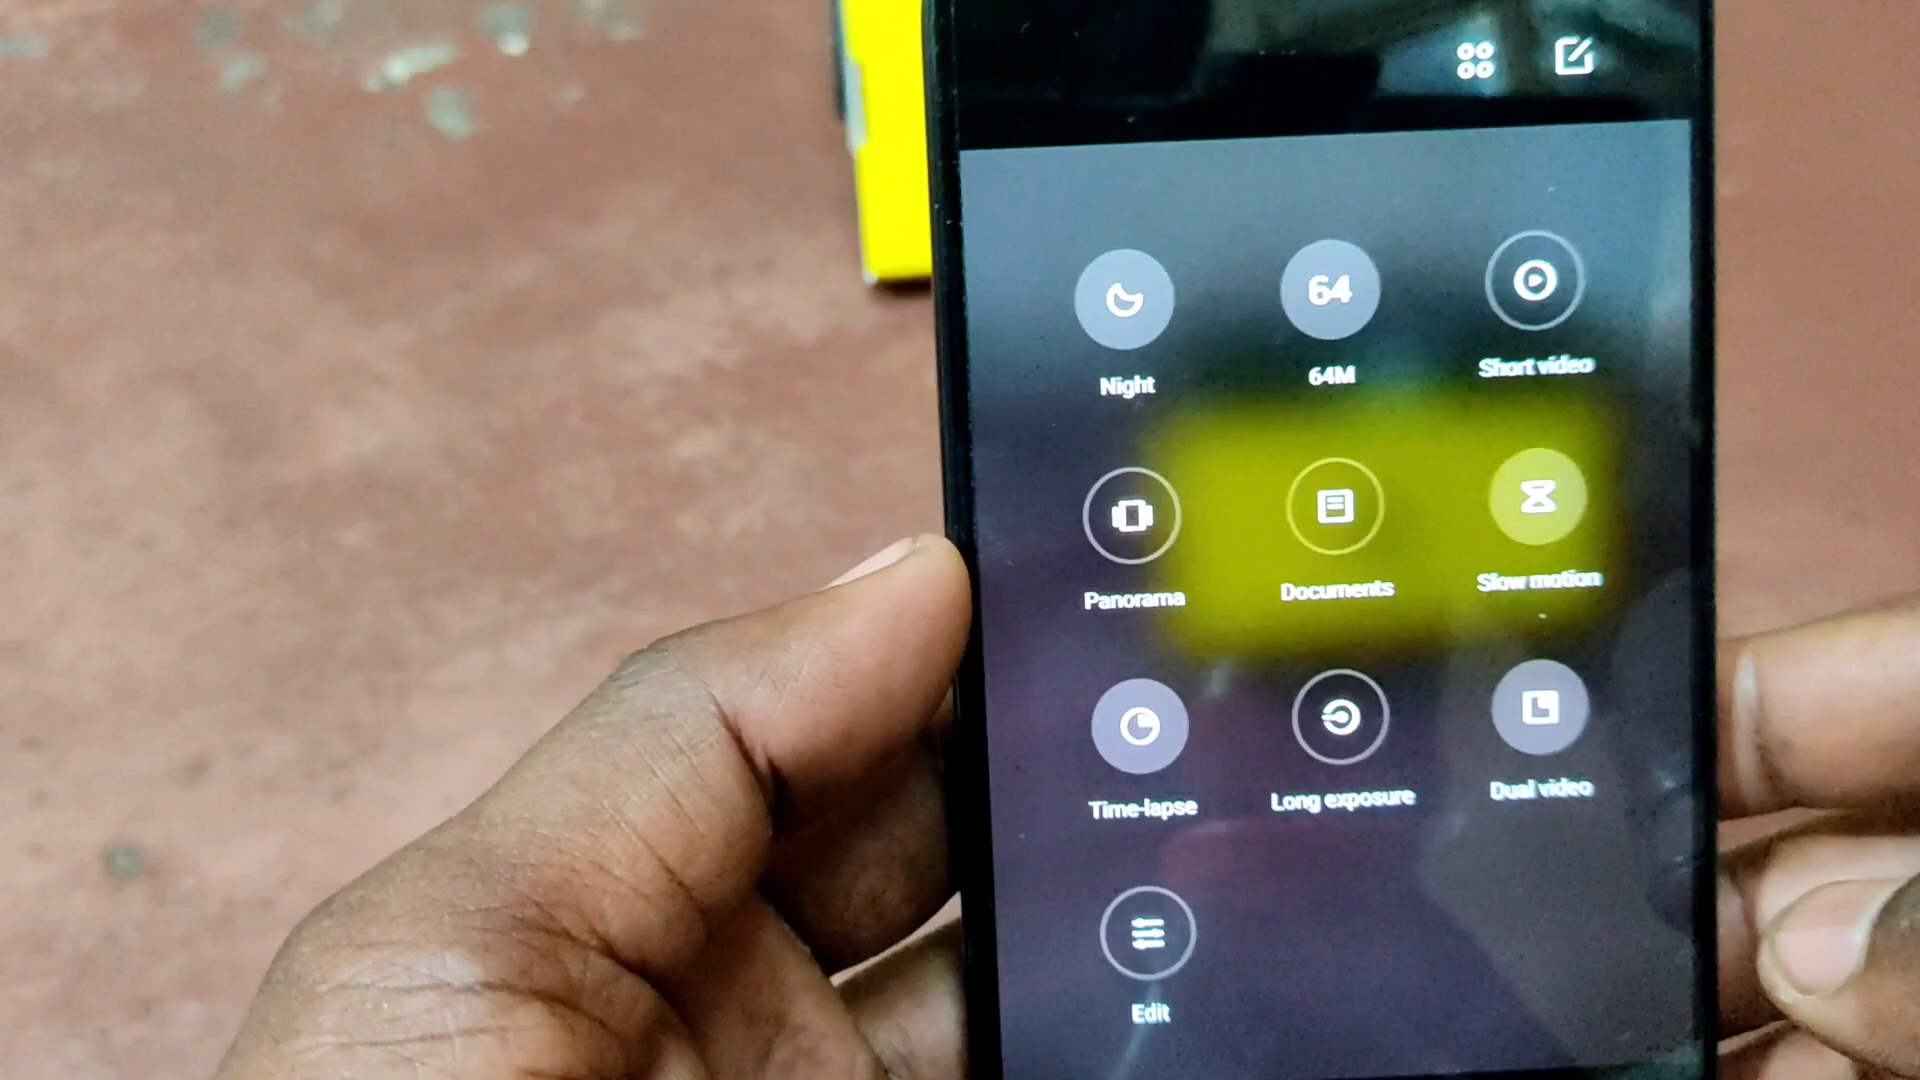 64
Night
64M
Short video
Panorama
Documents
Slow motion
Time-lapse
Long exposure
Dual video
Edit